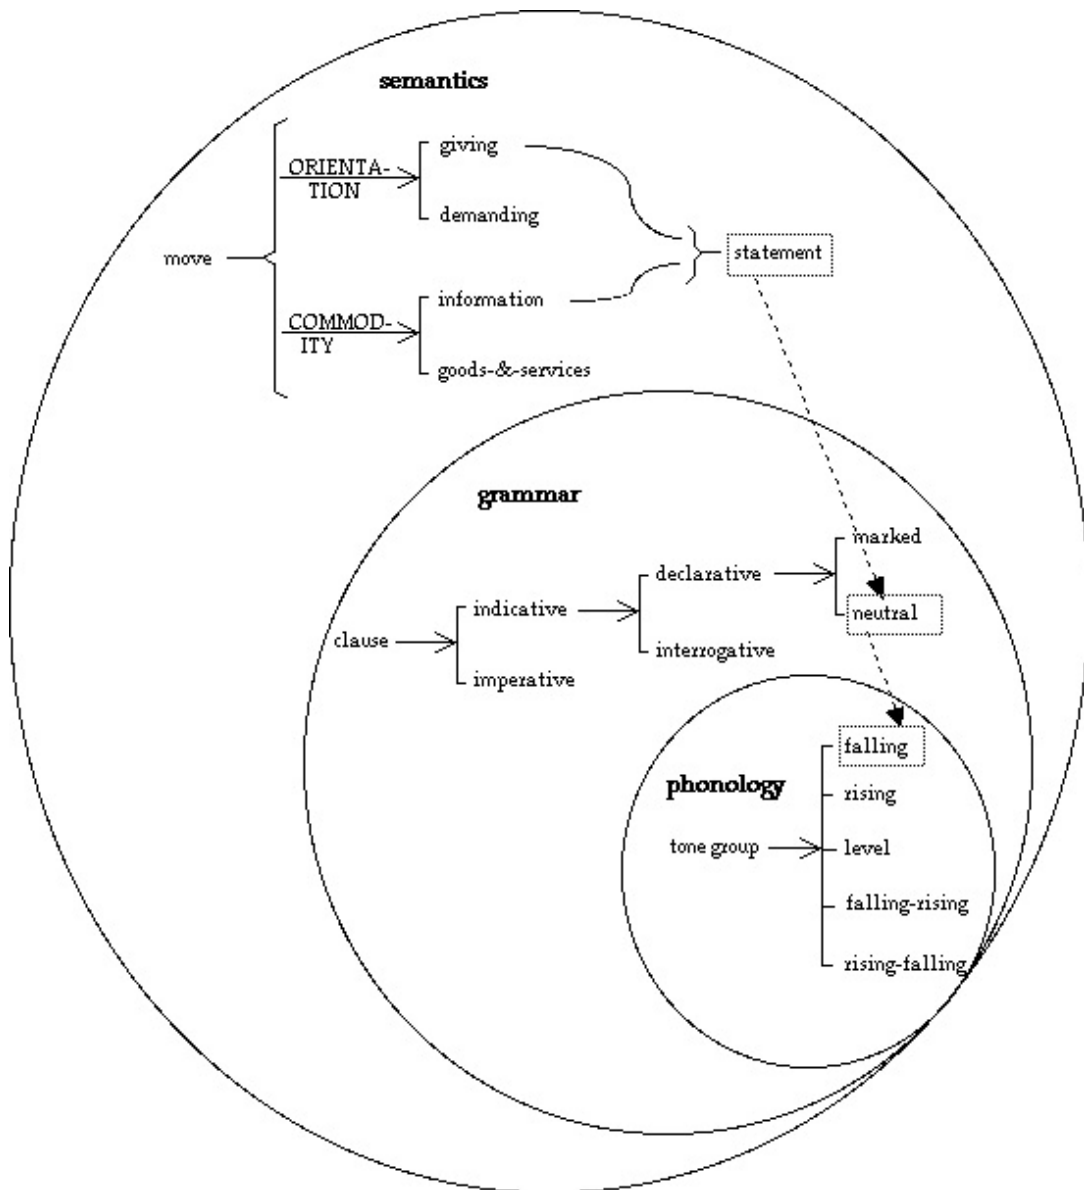 semantics
giving
ORIENTA-
TION
demanding
statement
move
information
COMMOD-
ITY
goods-&-services
grammar
marked
declarative
indicative
neutral
clause
interrogative
imperative
falling
phonology
rising
tone group
level
falling-rising
rising-falling